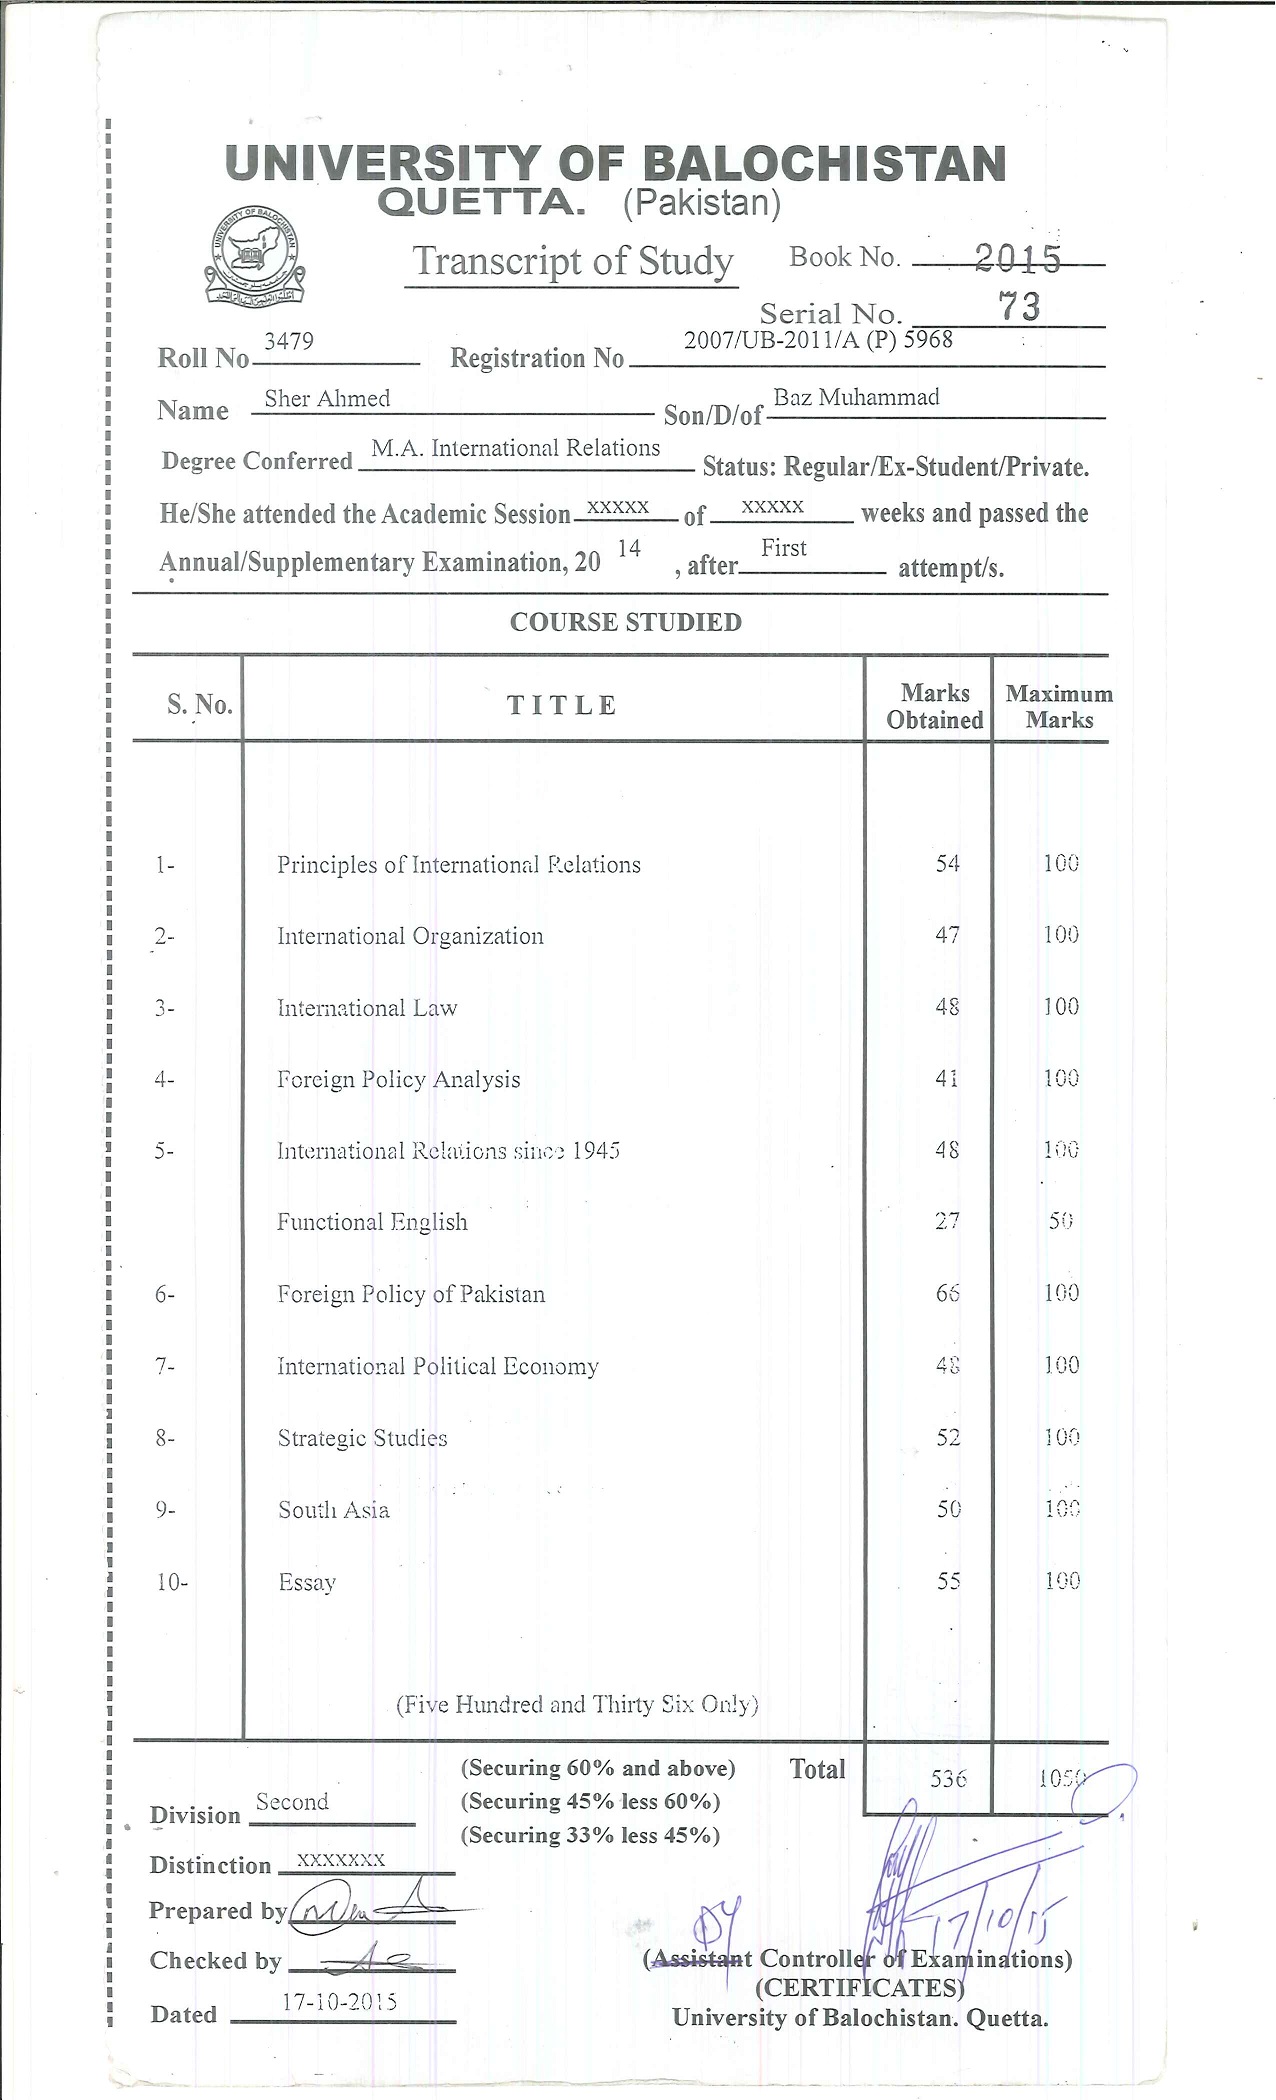 UNIVERSITY OF BALOCHISTAN
QUETTA. (Pakistan)
UNIVERSITY OF BALOCHISTAN
Transcript of Study
Book No. 2015
Serial No. 73
Roll No 3479 Registration No 2007/UB-2011/A (P) 5968
Name Sher Ahmed Son/D/of Baz Muhammad
Degree Conferred M.A. International Relations Status: Regular/Ex-Student/Private.
He/She attended the Academic Session xxxxx of xxxxx weeks and passed the
Annual/Supplementary Examination, 20 14 , after First attempt/s.
COURSE STUDIED
S. No. TITLE Marks Obtained Maximum Marks
1- Principles of International Relations 54 100
2- International Organization 47 100
3- International Law 48 100
4- Foreign Policy Analysis 41 100
5- International Relations since 1945 48 100
Functional English 27 50
6- Foreign Policy of Pakistan 66 100
7- International Political Economy 48 100
8- Strategic Studies 52 100
9- South Asia 50 100
10- Essay 55 100
(Five Hundred and Thirty Six Only)
(Securing 60% and above) Total 536 1050
Division Second (Securing 45% less 60%)
(Securing 33% less 45%)
Distinction XXXXXXX
Prepared by
Checked by
Dated 17-10-2015
17/10/15
Dy
(Assistant Controller of Examinations)
(CERTIFICATES)
University of Balochistan. Quetta.